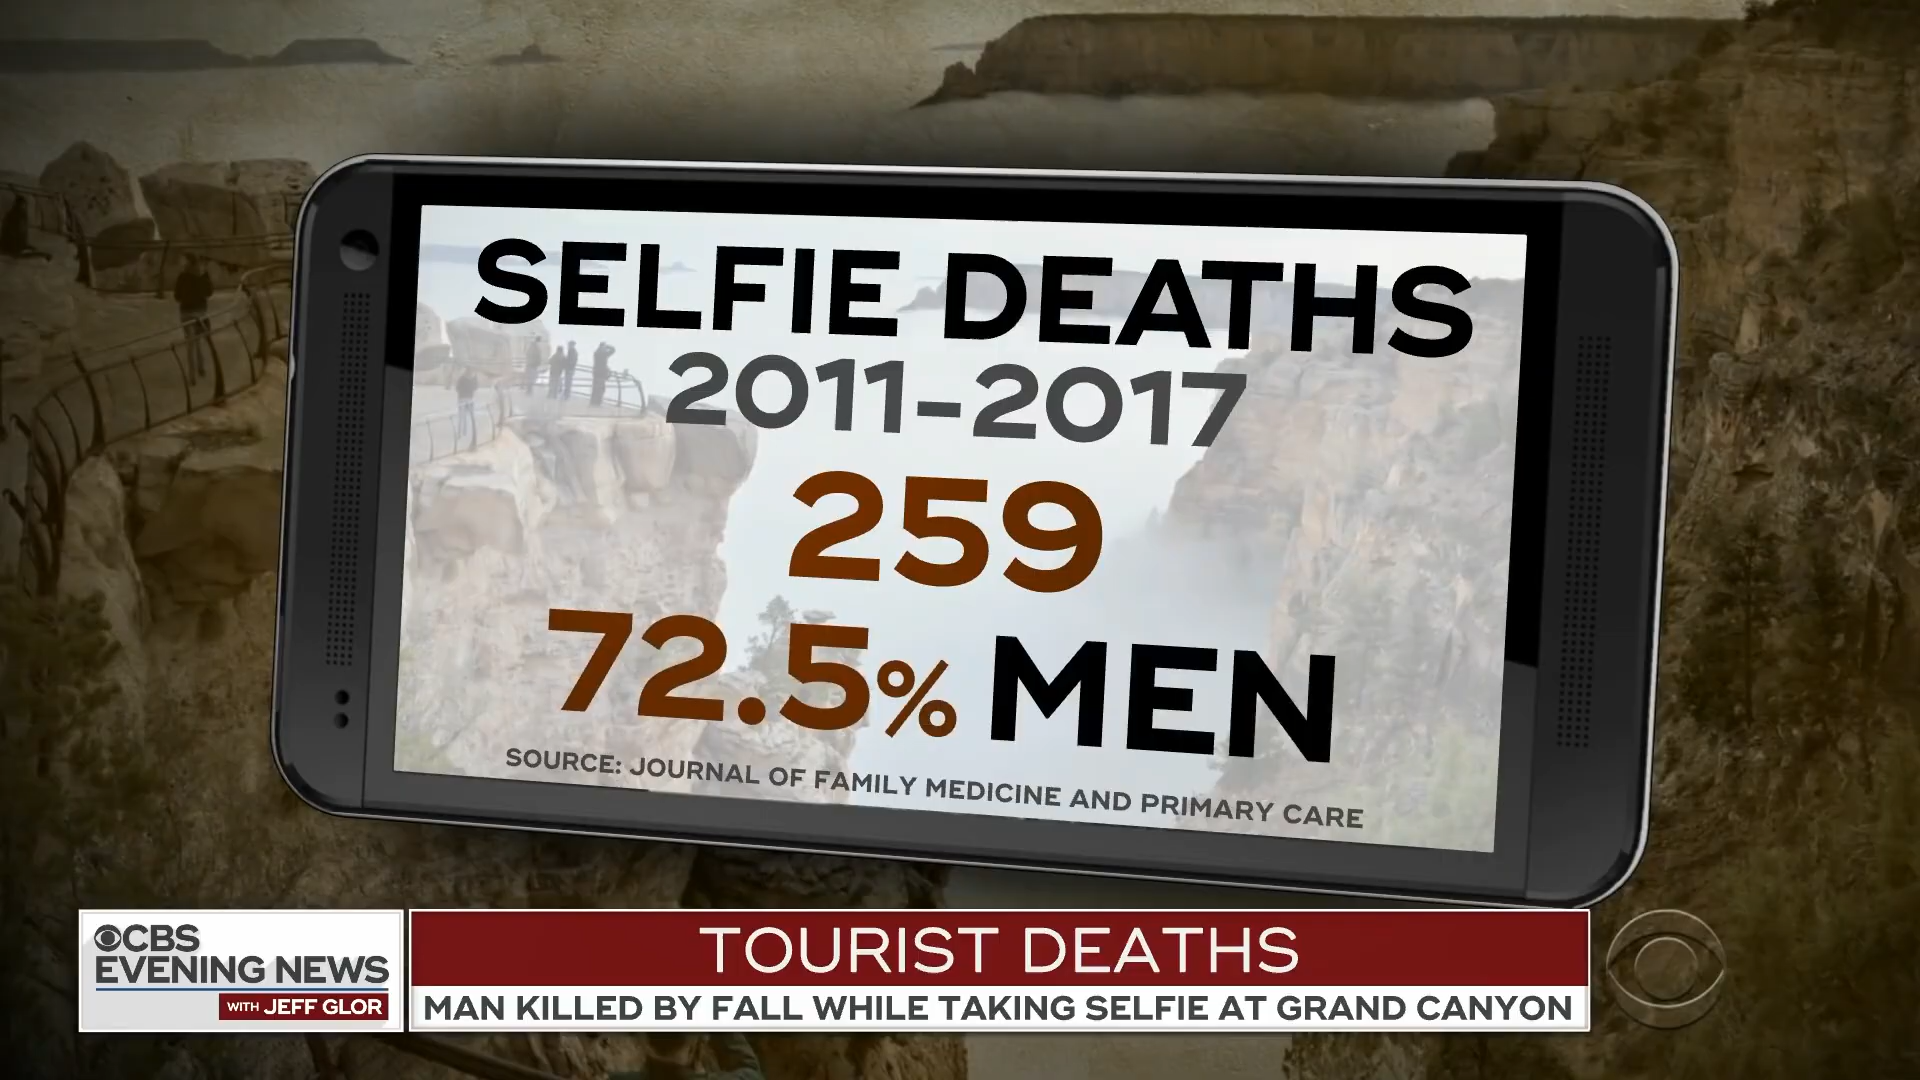 SELFIE DEATHS
2011-2017
259
72.5% MEN
SOURCE: JOURNAL OF FAMILY MEDICINE AND PRIMARY CARE
CBS
EVENING NEWS
WITH JEFF GLOR
TOURIST DEATHS
MAN KILLED BY FALL WHILE TAKING SELFIE AT GRAND CANYON